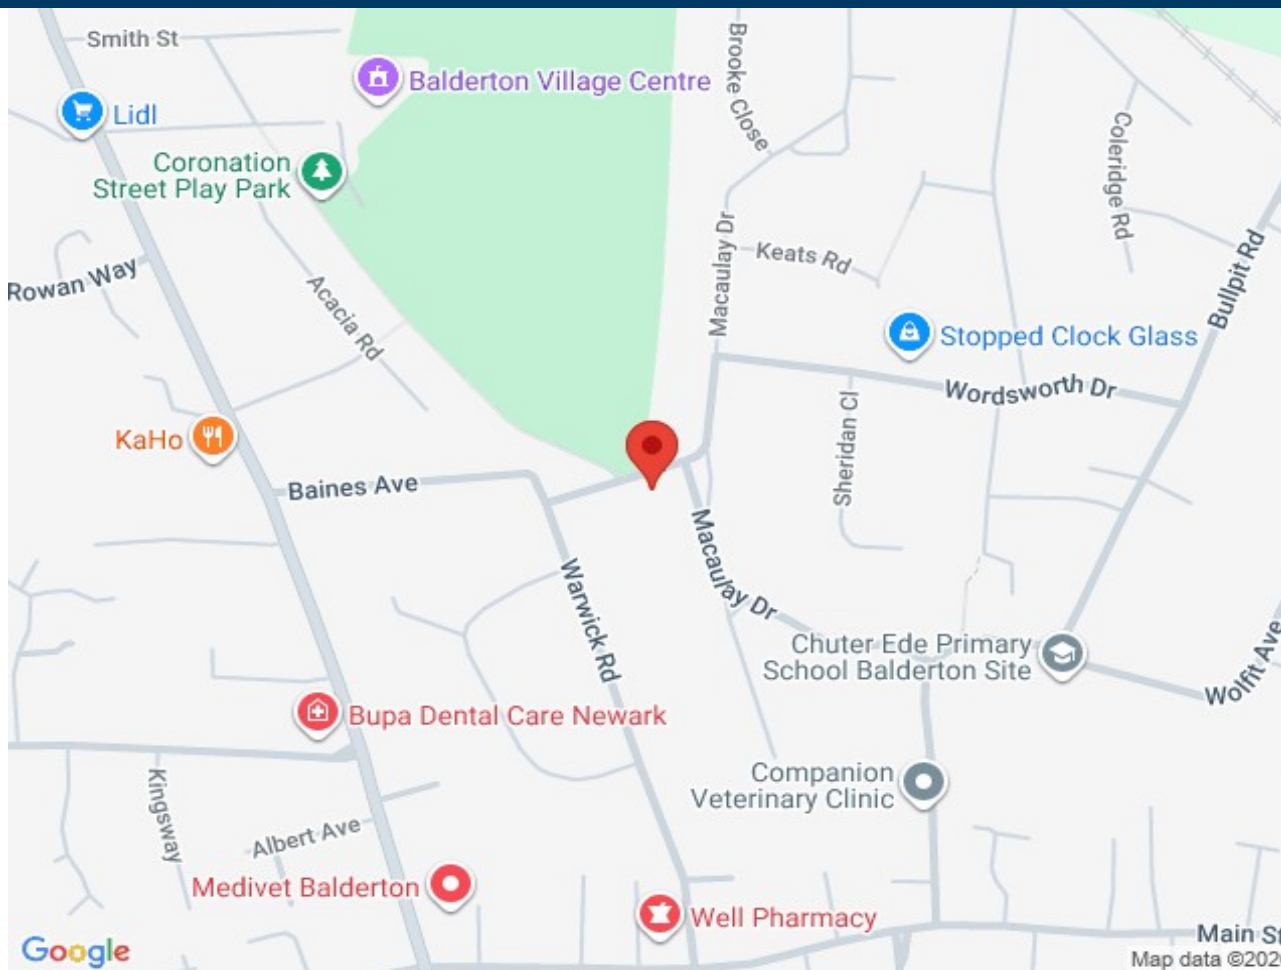 Smith St
Brooke Close
Balderton Village Centre
Lidl
Coleridge Rd
Coronation
Street Play Park
Macaulay Dr
Keats Rd
Bullpit Rd
Rowan Way
Acacia Rd
Stopped Clock Glass
Wordsworth Dr
Sheridan Cl
KaHo
Baines Ave
Macaulay Dr
Warwick Rd
Chuter Ede Primary
School Balderton Site
Wolfit Ave
Bupa Dental Care Newark
Kingsway
Companion
Veterinary Clinic
Albert Ave
Medivet Balderton
Well Pharmacy
Main St
Google
Map data ©202